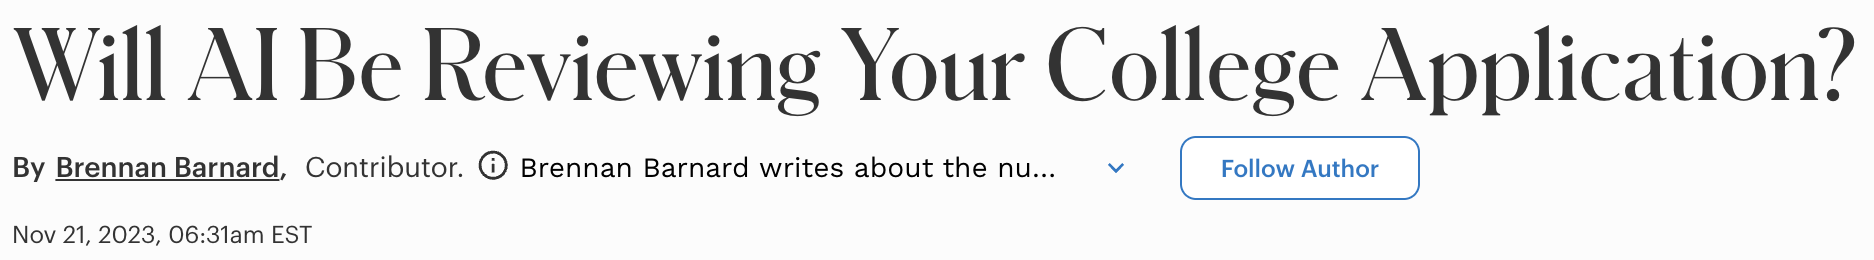 Will AI Be Reviewing Your College Application?
By Brennan Barnard, Contributor. Brennan Barnard writes about the nu... Follow Author
Nov 21, 2023, 06:31am EST